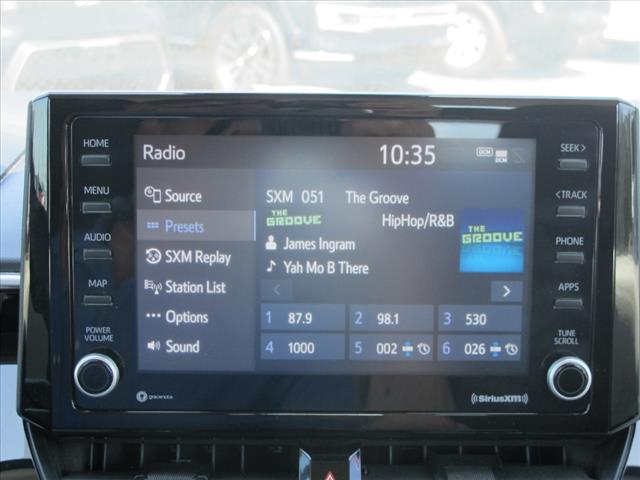 HOME
MENU
AUDIO
MAP
POWER
VOLUME
Radio
10:35
DCM
DCM
Source
Presets
SXM Replay
Station List
Options
Sound
SXM 051 The Groove
THE GROOVE HipHop/R&B
THE GROOVE
James Ingram
Yah Mo B There
< >
1 87.9 2 98.1 3 530
4 1000 5 002 6 026
gracenote
((SiriusXM))
SEEK>
<TRACK
PHONE
APPS
TUNE
SCROLL